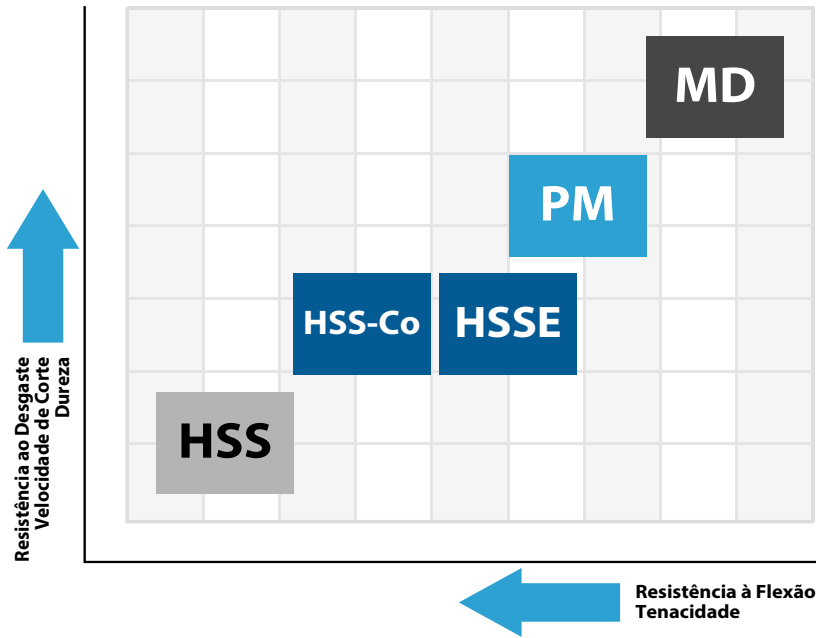 MD
PM
HSS-Co
HSSE
HSS
Resistência ao Desgaste
Velocidade de Corte
Dureza
Resistência à Flexão
Tenacidade